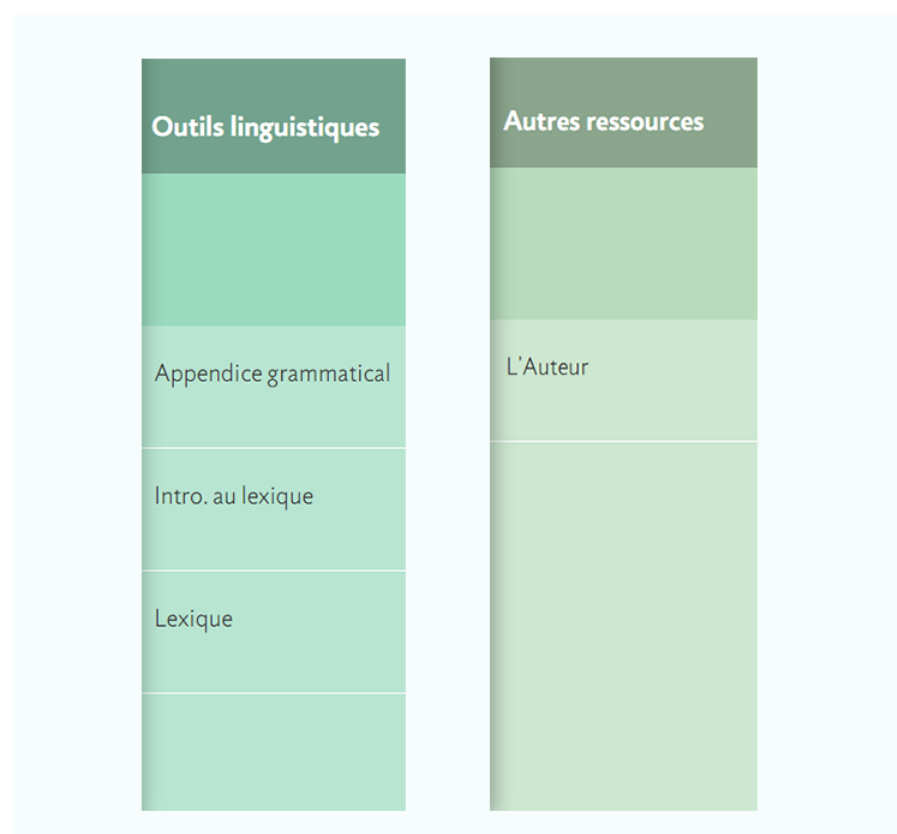 Outils linguistiques
Appendice grammatical
Intro. au lexique
Lexique
Autres ressources
L'Auteur